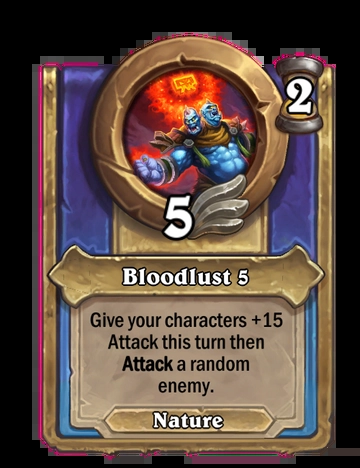 2
5
Bloodlust 5
Give your characters +15
Attack this turn then
Attack a random
enemy.
Nature